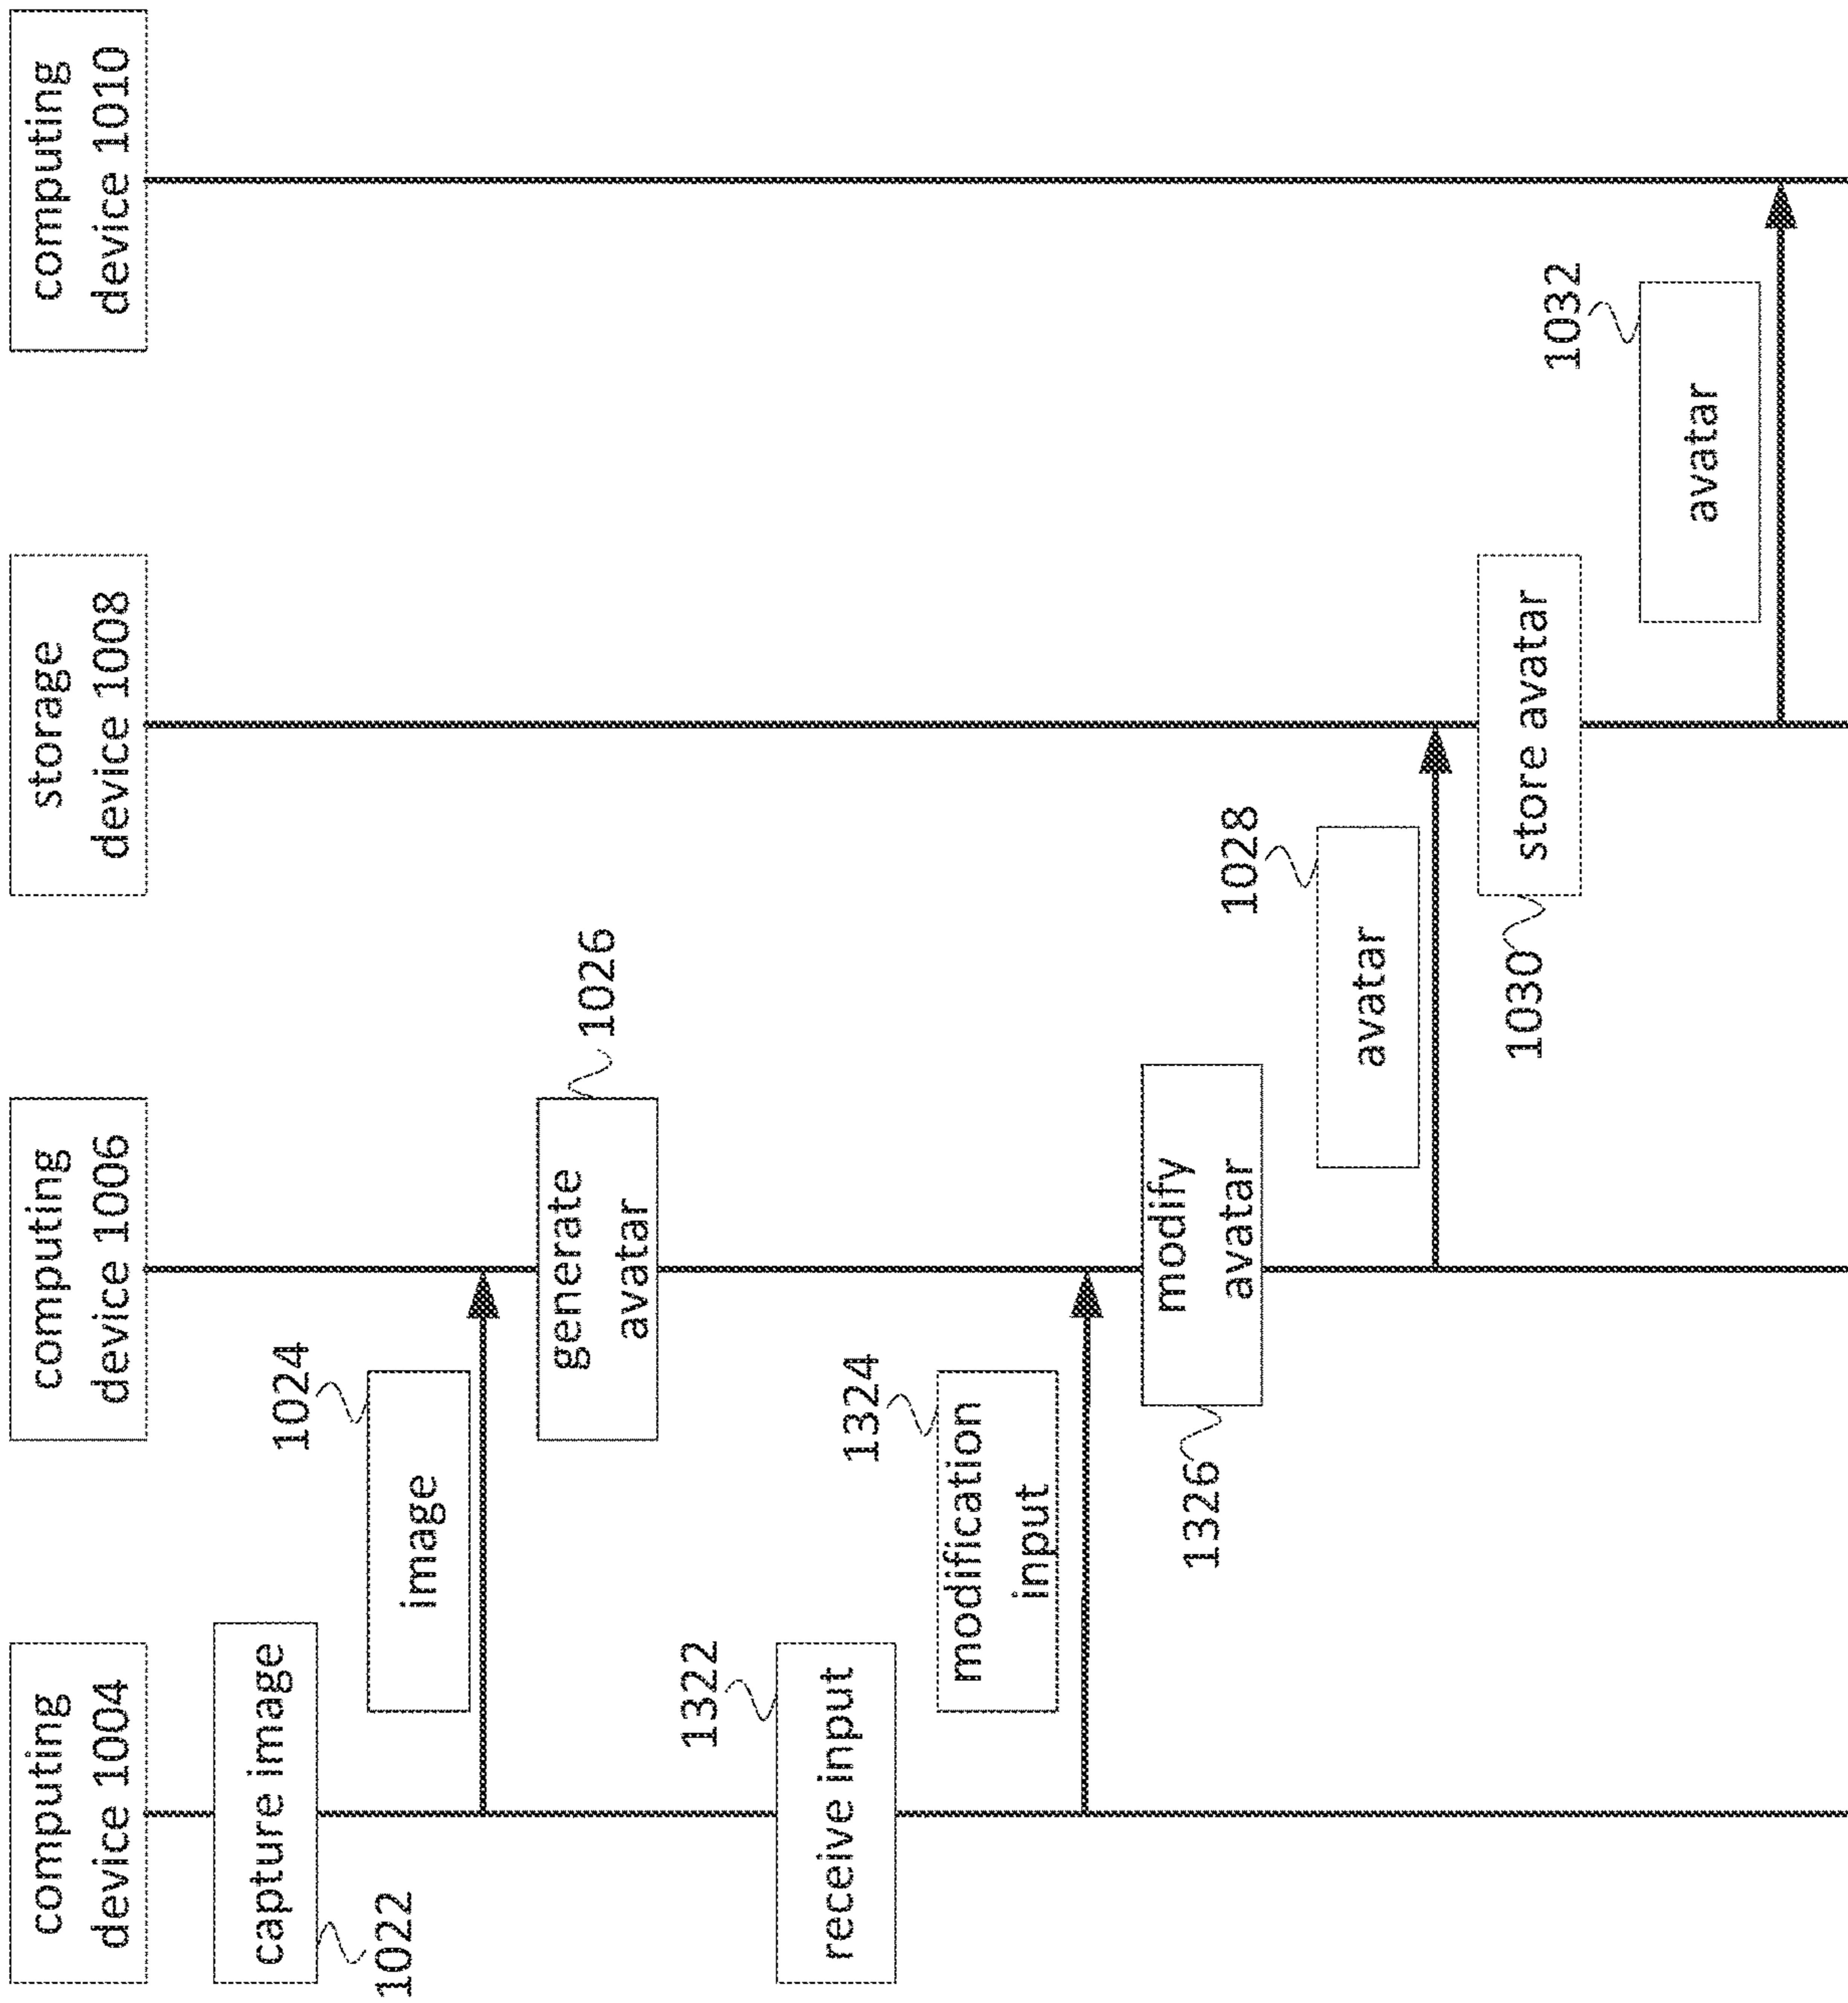 computing
device 1004
computing
device 1006
storage
device 1008
computing
device 1010
capture image
1022
1024
image
generate
avatar
1026
1322
receive input
1324
modification
input
modify
avatar
1326
1028
avatar
store avatar
1030
1032
avatar